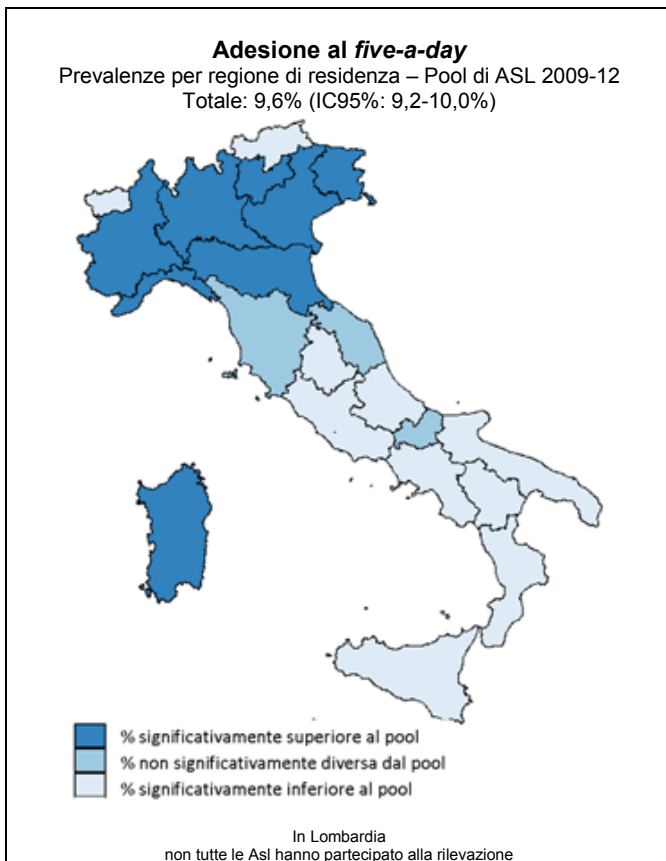 Adesione al five-a-day
Prevalenze per regione di residenza – Pool di ASL 2009-12
Totale: 9,6% (IC95%: 9,2-10,0%)
% significativamente superiore al pool
% non significativamente diversa dal pool
% significativamente inferiore al pool
In Lombardia
non tutte le Asl hanno partecipato alla rilevazione